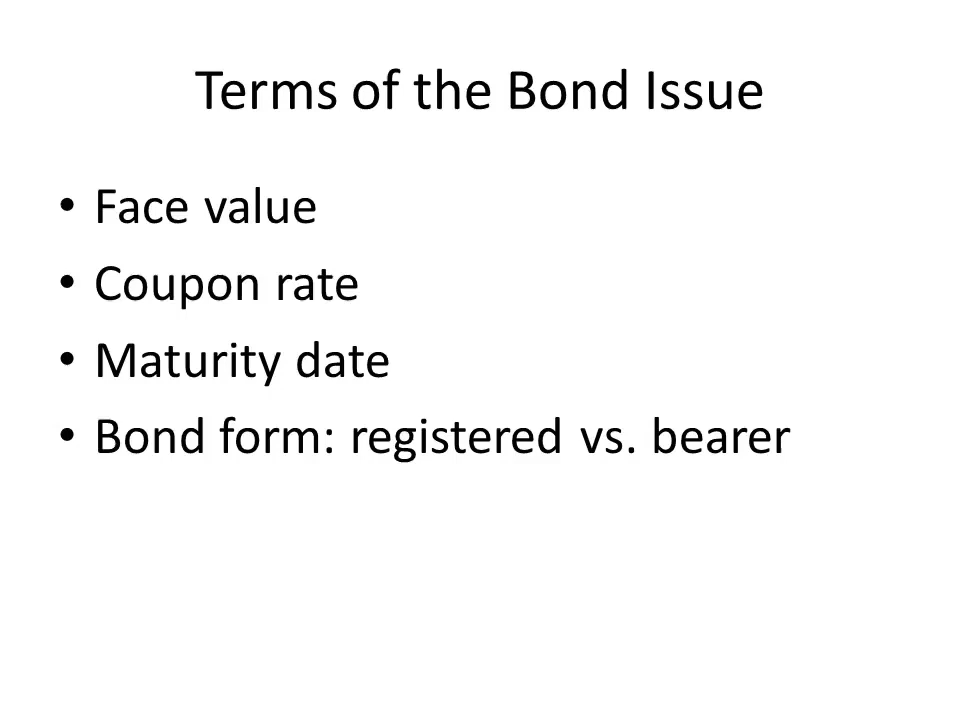 Terms of the Bond Issue
• Face value
• Coupon rate
• Maturity date
• Bond form: registered vs. bearer